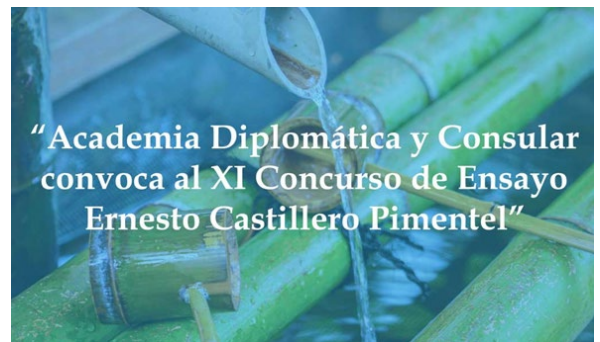 “Academia Diplomática y Consular
convoca al XI Concurso de Ensayo
Ernesto Castillero Pimentel”